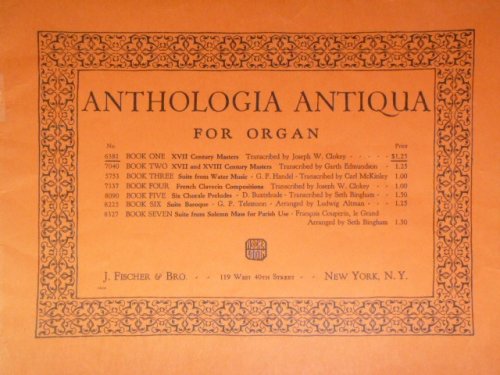 ANTHOLOGIA ANTIQUA
FOR ORGAN
No. Price
6382 BOOK ONE XVII Century Masters Transcribed by Joseph W. Clokey - - - - - $1.25
7040 BOOK TWO XVII and XVIII Century Masters Transcribed by Garth Edmundson - - 1.25
5753 BOOK THREE Suite from Water Music - G. F. Handel - Transcribed by Carl McKinley 1.00
7337 BOOK FOUR French Clavecin Compositions Transcribed by Joseph W. Clokey - - 1.00
8090 BOOK FIVE Six Chorale Preludes - D. Buxtehude - Transcribed by Seth Bingham - 1.50
8225 BOOK SIX Suite Baroque - G. P. Telemann - Arranged by Ludwig Altman - - 1.25
8327 BOOK SEVEN Suite from Solemn Mass for Parish Use - François Couperin, le Grand
Arranged by Seth Bingham 1.50
J. FISCHER & BRO. - - 119 WEST 40TH STREET - - NEW YORK, N. Y.